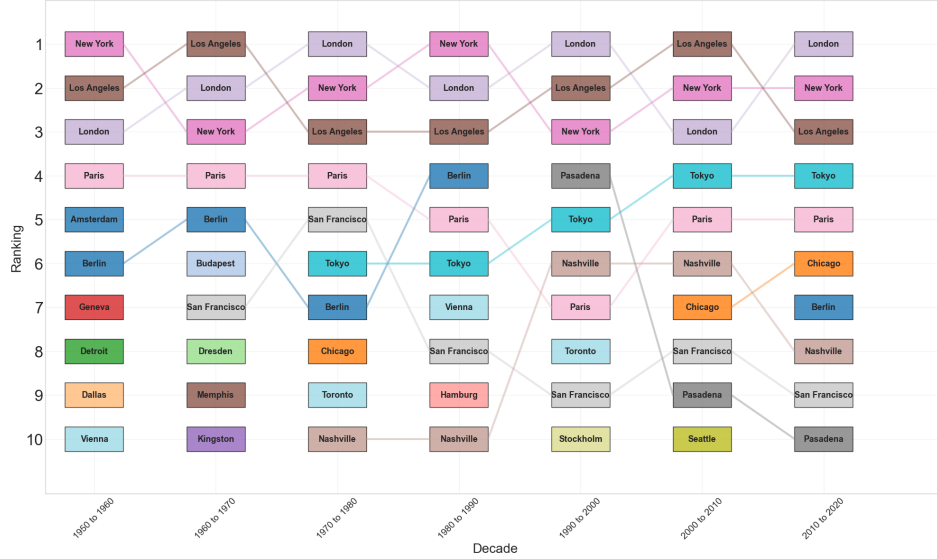 1 New York Los Angeles London New York London Los Angeles London
2 Los Angeles London New York London Los Angeles New York New York
3 London New York Los Angeles Los Angeles New York London Los Angeles
4 Paris Paris Paris Berlin Pasadena Tokyo Tokyo
5 Amsterdam Berlin San Francisco Paris Tokyo Paris Paris
6 Berlin Budapest Tokyo Tokyo Nashville Nashville Chicago
7 Geneva San Francisco Berlin Vienna Paris Chicago Berlin
8 Detroit Dresden Chicago San Francisco Toronto San Francisco Nashville
9 Dallas Memphis Toronto Hamburg San Francisco Pasadena San Francisco
10 Vienna Kingston Nashville Nashville Stockholm Seattle Pasadena
Ranking
1950 to 1960 1960 to 1970 1970 to 1980 1980 to 1990 1990 to 2000 2000 to 2010 2010 to 2020
Decade